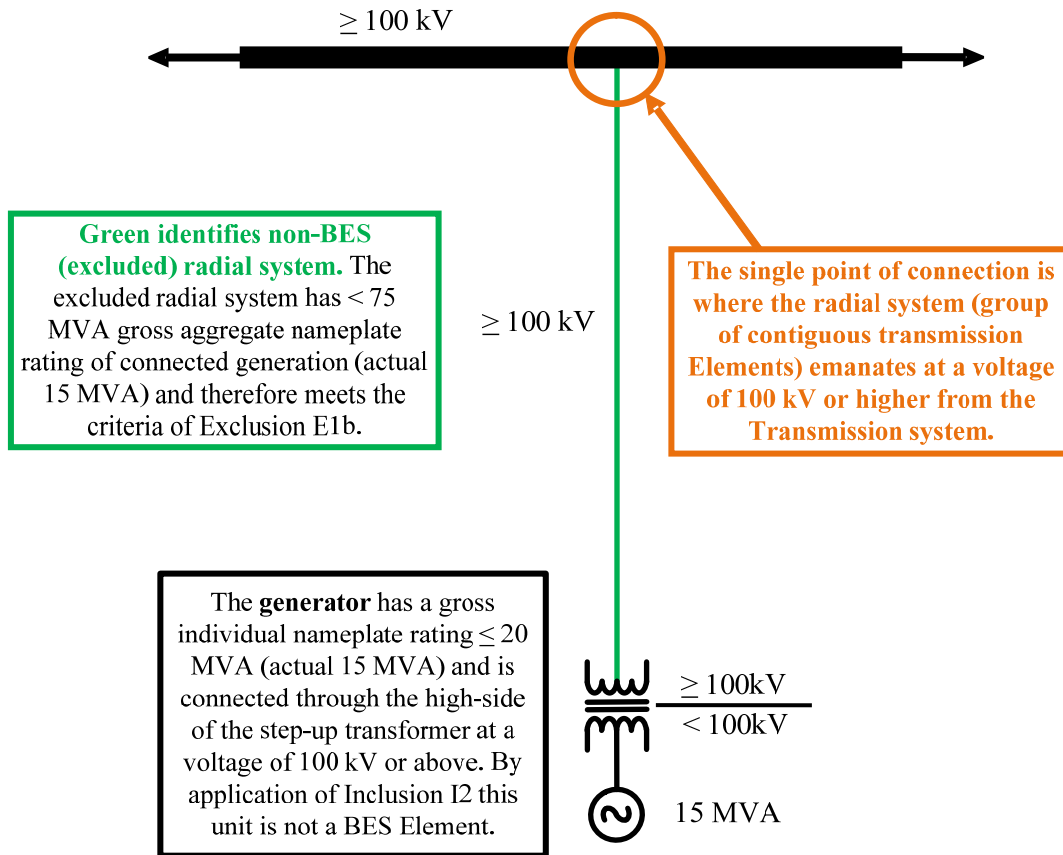 ≥ 100 kV
Green identifies non-BES
(excluded) radial system. The
excluded radial system has < 75
MVA gross aggregate nameplate
rating of connected generation (actual
15 MVA) and therefore meets the
criteria of Exclusion E1b.
≥ 100 kV
The single point of connection is
where the radial system (group
of contiguous transmission
Elements) emanates at a voltage
of 100 kV or higher from the
Transmission system.
The generator has a gross
individual nameplate rating ≤ 20
MVA (actual 15 MVA) and is
connected through the high-side
of the step-up transformer at a
voltage of 100 kV or above. By
application of Inclusion I2 this
unit is not a BES Element.
≥ 100kV
< 100kV
15 MVA